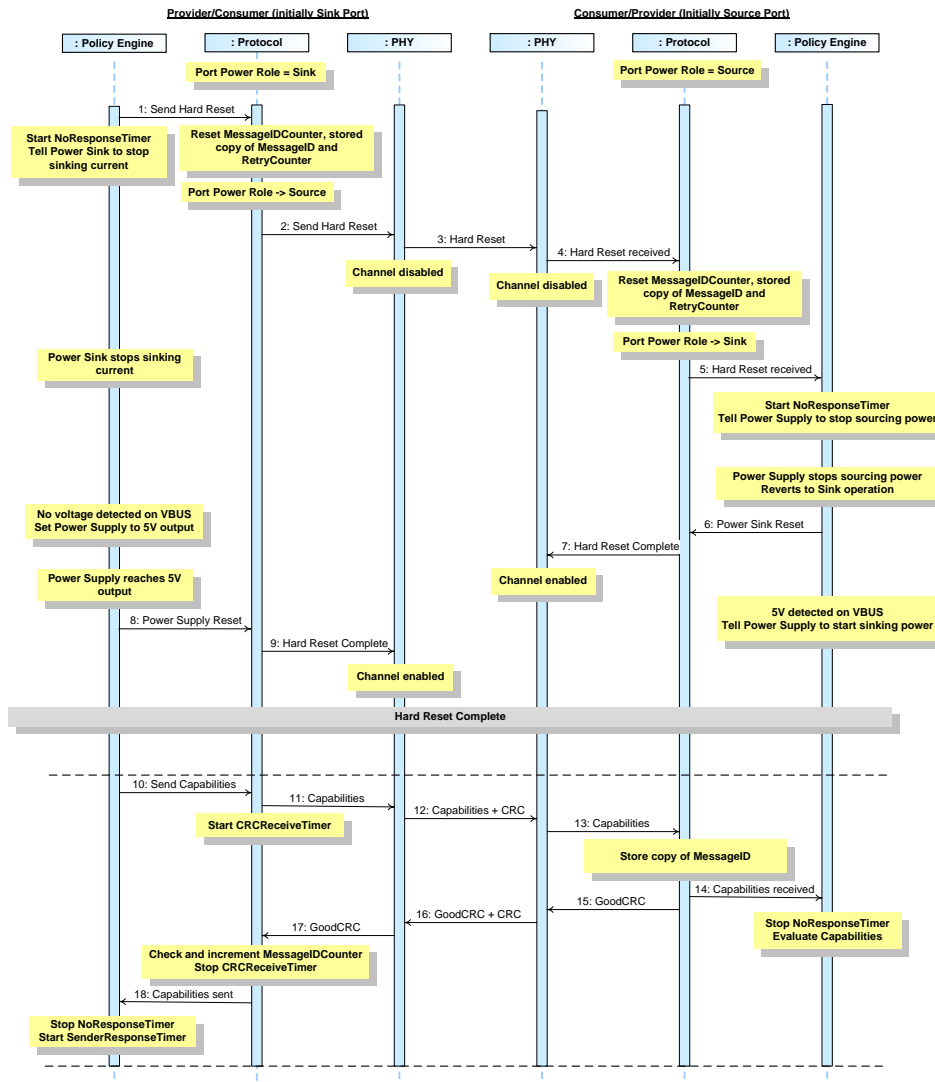 Provider/Consumer (initially Sink Port)
Consumer/Provider (Initially Source Port)
: Policy Engine
: Protocol
: PHY
: PHY
: Protocol
: Policy Engine
Port Power Role = Sink
Port Power Role = Source
1: Send Hard Reset
Start NoResponseTimer
Tell Power Sink to stop
sinking current
Reset MessageIDCounter, stored
copy of MessageID and
RetryCounter
Port Power Role -> Source
2: Send Hard Reset
3: Hard Reset
4: Hard Reset received
Channel disabled
Channel disabled
Reset MessageIDCounter, stored
copy of MessageID and
RetryCounter
Port Power Role -> Sink
Power Sink stops sinking
current
5: Hard Reset received
Start NoResponseTimer
Tell Power Supply to stop sourcing power
Power Supply stops sourcing power
Reverts to Sink operation
No voltage detected on VBUS
Set Power Supply to 5V output
6: Power Sink Reset
7: Hard Reset Complete
Channel enabled
Power Supply reaches 5V
output
5V detected on VBUS
Tell Power Supply to start sinking power
8: Power Supply Reset
9: Hard Reset Complete
Channel enabled
Hard Reset Complete
10: Send Capabilities
11: Capabilities
12: Capabilities + CRC
13: Capabilities
Start CRCReceiveTimer
Store copy of MessageID
14: Capabilities received
15: GoodCRC
16: GoodCRC + CRC
17: GoodCRC
Stop NoResponseTimer
Evaluate Capabilities
Check and increment MessageIDCounter
Stop CRCReceiveTimer
18: Capabilities sent
Stop NoResponseTimer
Start SenderResponseTimer